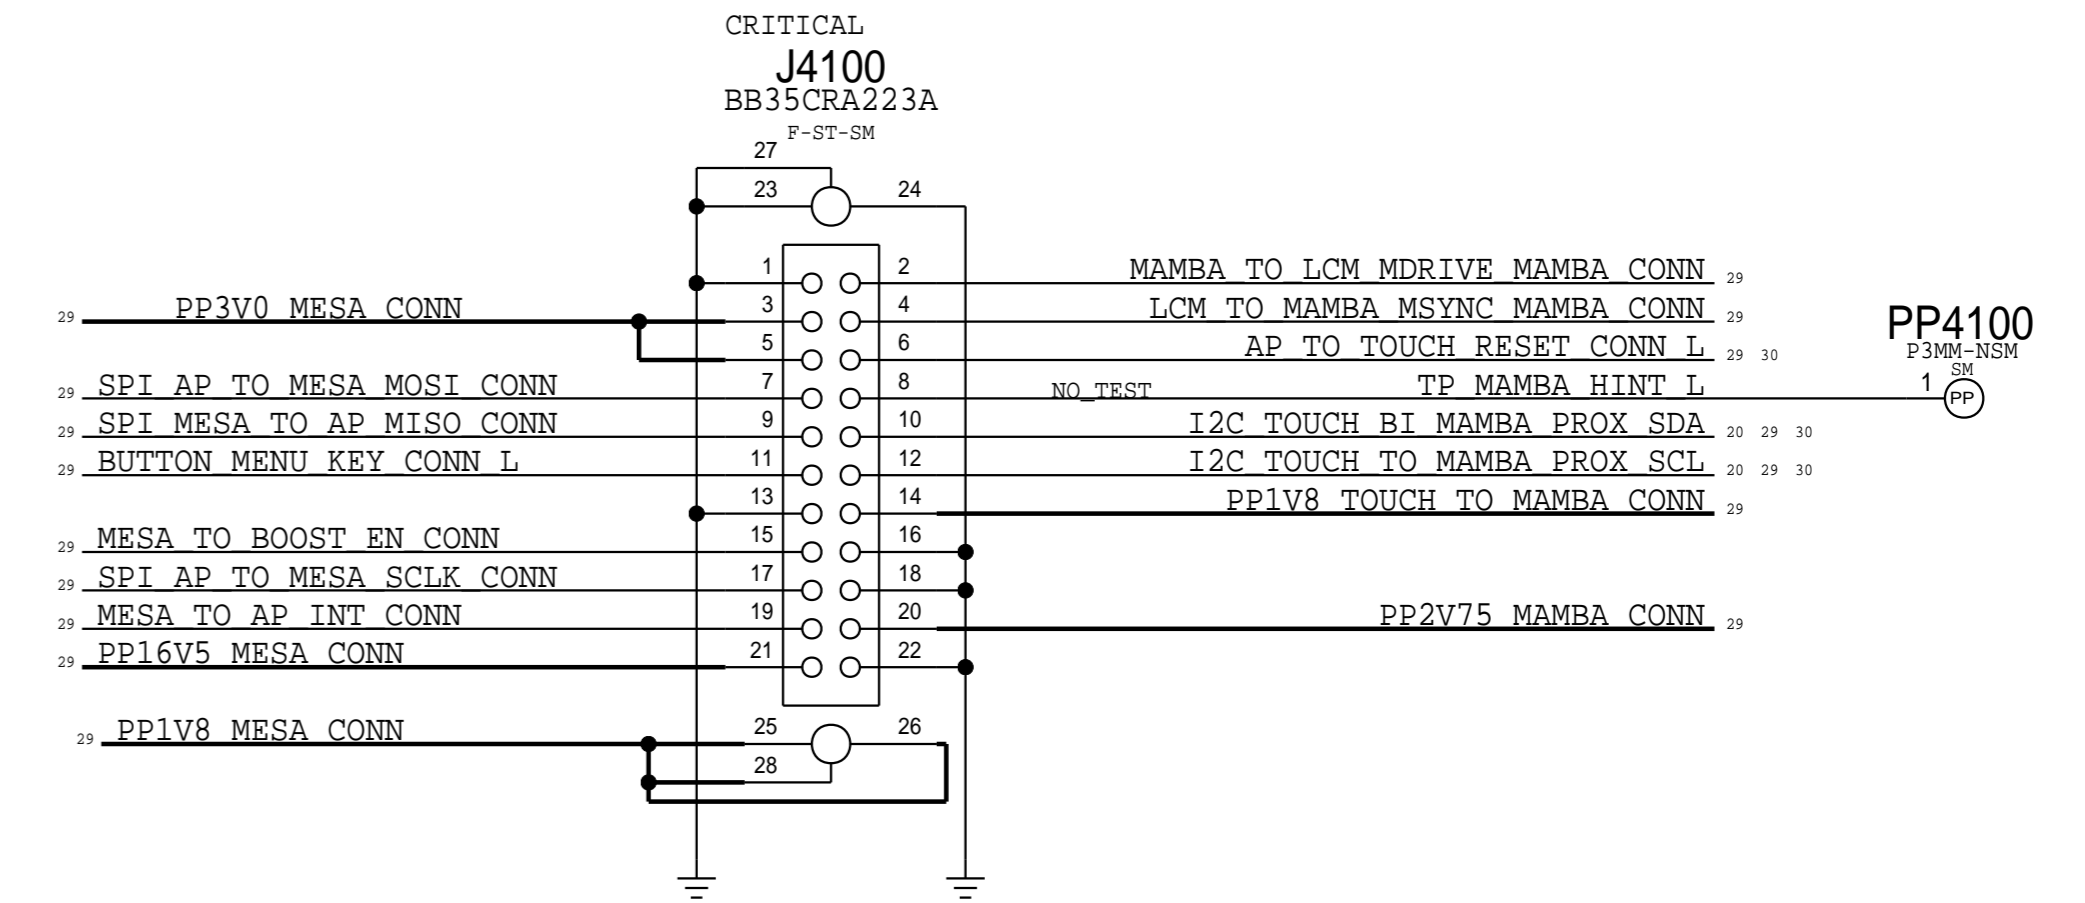 CRITICAL
J4100
BB35CRA223A
F-ST-SM
27
23 24
1 2 MAMBA_TO_LCM_MDRIVE_MAMBA_CONN 29
29 PP3V0_MESA_CONN 3 4 LCM_TO_MAMBA_MSYNC_MAMBA_CONN 29
PP4100
P3MM-NSM
SM
5 6 AP_TO_TOUCH_RESET_CONN_L 29 30
29 SPI_AP_TO_MESA_MOSI_CONN 7 8 NO_TEST TP_MAMBA_HINT_L 1 PP
29 SPI_MESA_TO_AP_MISO_CONN 9 10 I2C_TOUCH_BI_MAMBA_PROX_SDA 20 29 30
29 BUTTON_MENU_KEY_CONN_L 11 12 I2C_TOUCH_TO_MAMBA_PROX_SCL 20 29 30
13 14 PP1V8_TOUCH_TO_MAMBA_CONN 29
29 MESA_TO_BOOST_EN_CONN 15 16
29 SPI_AP_TO_MESA_SCLK_CONN 17 18
29 MESA_TO_AP_INT_CONN 19 20 PP2V75_MAMBA_CONN 29
29 PP16V5_MESA_CONN 21 22
29 PP1V8_MESA_CONN 25 26
28